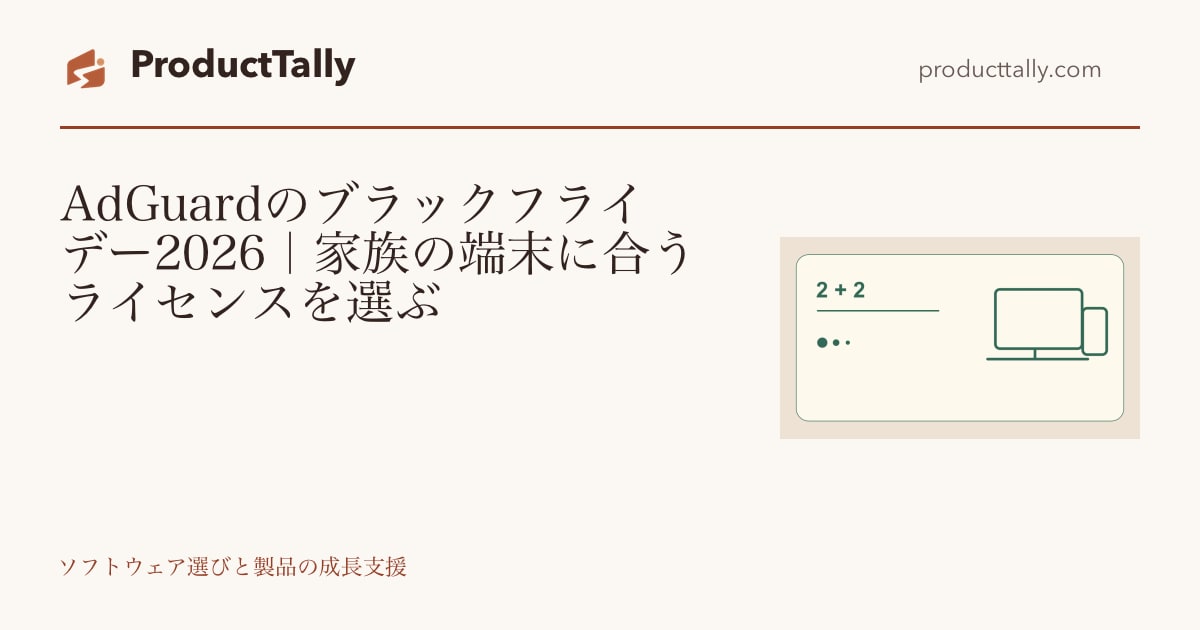 ProductTally
producttally.com
AdGuardのブラックフライ
デー2026｜家族の端末に合う
ライセンスを選ぶ
2 + 2
ソフトウェア選びと製品の成長支援